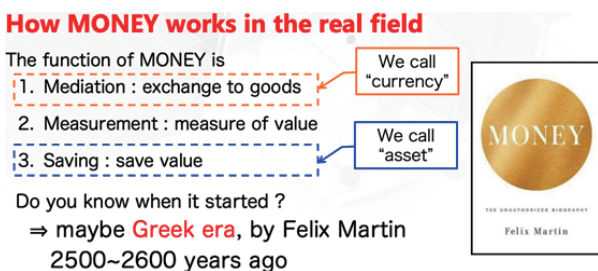 How MONEY works in the real field
The function of MONEY is
1. Mediation : exchange to goods
We call
“currency”
2. Measurement : measure of value
3. Saving : save value
We call
“asset”
Do you know when it started ?
⇒ maybe Greek era, by Felix Martin
2500~2600 years ago
MONEY
THE UNAUTHORIZED BIOGRAPHY
Felix Martin